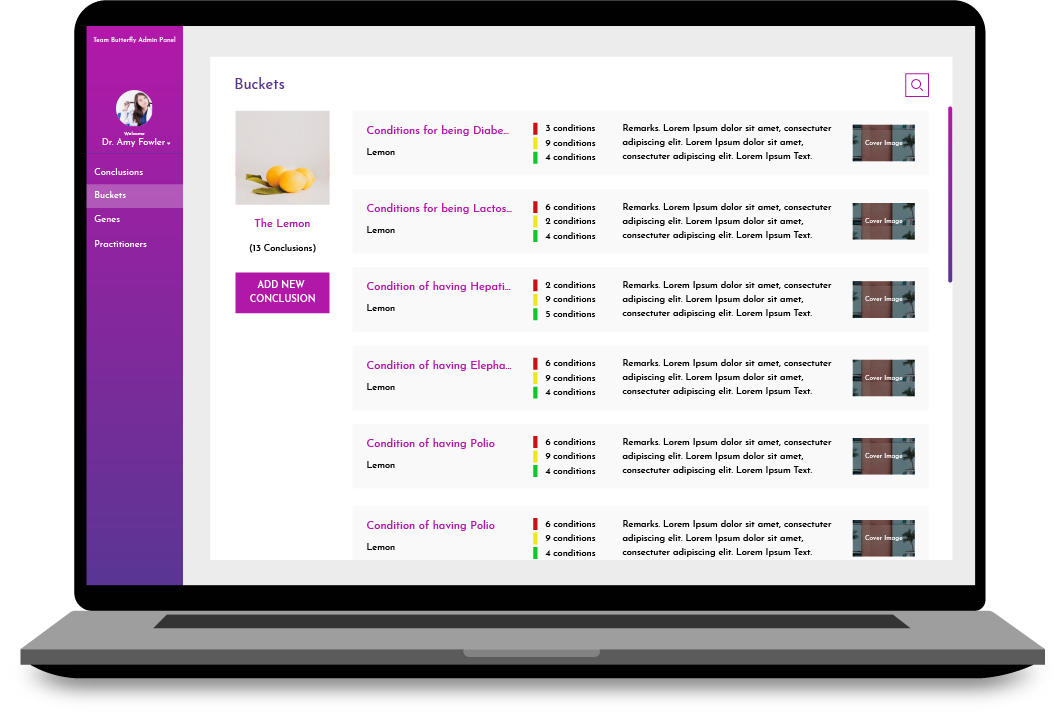 Team Butterfly Admin Panel
Welcome
Dr. Amy Fowler
Conclusions
Buckets
Genes
Practitioners
Buckets
The Lemon
(13 Conclusions)
ADD NEW
CONCLUSION
Conditions for being Diabe...
Lemon
3 conditions
9 conditions
4 conditions
Remarks. Lorem Ipsum dolor sit amet, consectuter
adipiscing elit. Lorem Ipsum dolor sit amet,
consectuter adipiscing elit. Lorem Ipsum Text.
Cover Image
Conditions for being Lactos...
Lemon
6 conditions
2 conditions
4 conditions
Remarks. Lorem Ipsum dolor sit amet, consectuter
adipiscing elit. Lorem Ipsum dolor sit amet,
consectuter adipiscing elit. Lorem Ipsum Text.
Cover Image
Condition of having Hepati...
Lemon
2 conditions
9 conditions
5 conditions
Remarks. Lorem Ipsum dolor sit amet, consectuter
adipiscing elit. Lorem Ipsum dolor sit amet,
consectuter adipiscing elit. Lorem Ipsum Text.
Cover Image
Condition of having Elepha...
Lemon
6 conditions
9 conditions
4 conditions
Remarks. Lorem Ipsum dolor sit amet, consectuter
adipiscing elit. Lorem Ipsum dolor sit amet,
consectuter adipiscing elit. Lorem Ipsum Text.
Cover Image
Condition of having Polio
Lemon
6 conditions
9 conditions
4 conditions
Remarks. Lorem Ipsum dolor sit amet, consectuter
adipiscing elit. Lorem Ipsum dolor sit amet,
consectuter adipiscing elit. Lorem Ipsum Text.
Cover Image
Condition of having Polio
Lemon
6 conditions
9 conditions
4 conditions
Remarks. Lorem Ipsum dolor sit amet, consectuter
adipiscing elit. Lorem Ipsum dolor sit amet,
consectuter adipiscing elit. Lorem Ipsum Text.
Cover Image